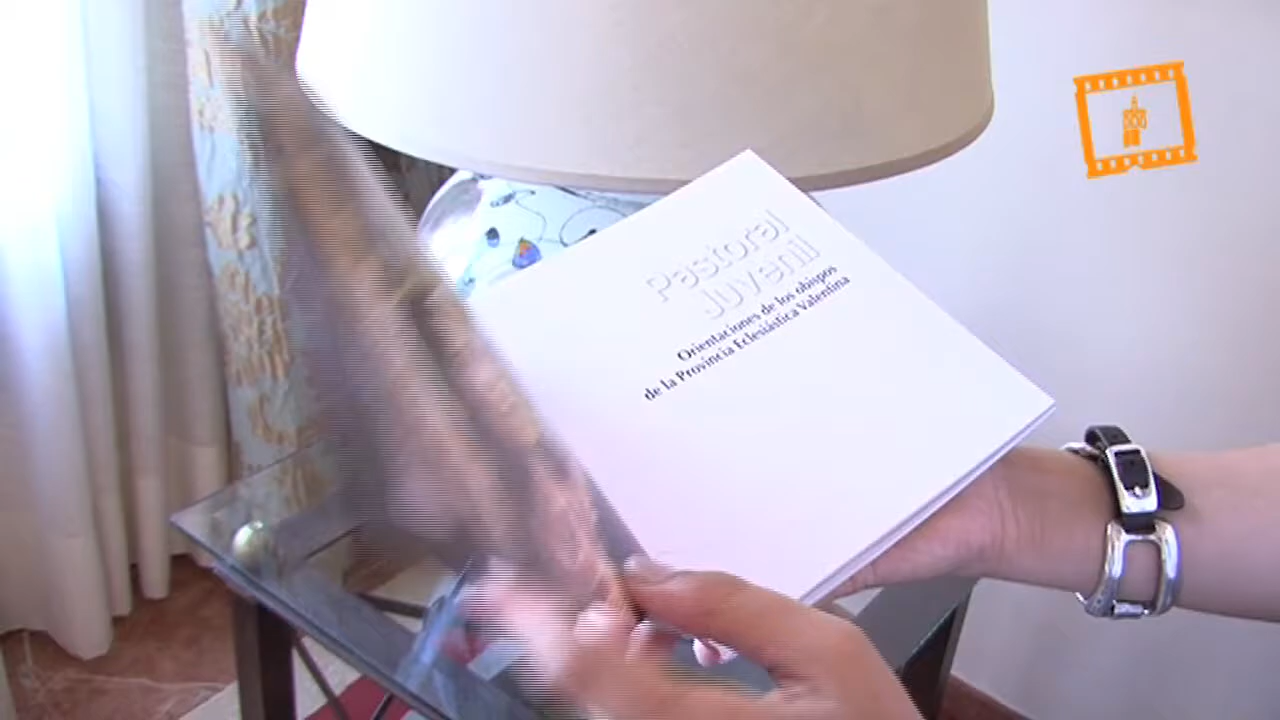 Pastoral
Juvenil
Orientaciones de los obispos
de la Provincia Eclesiástica Valentina